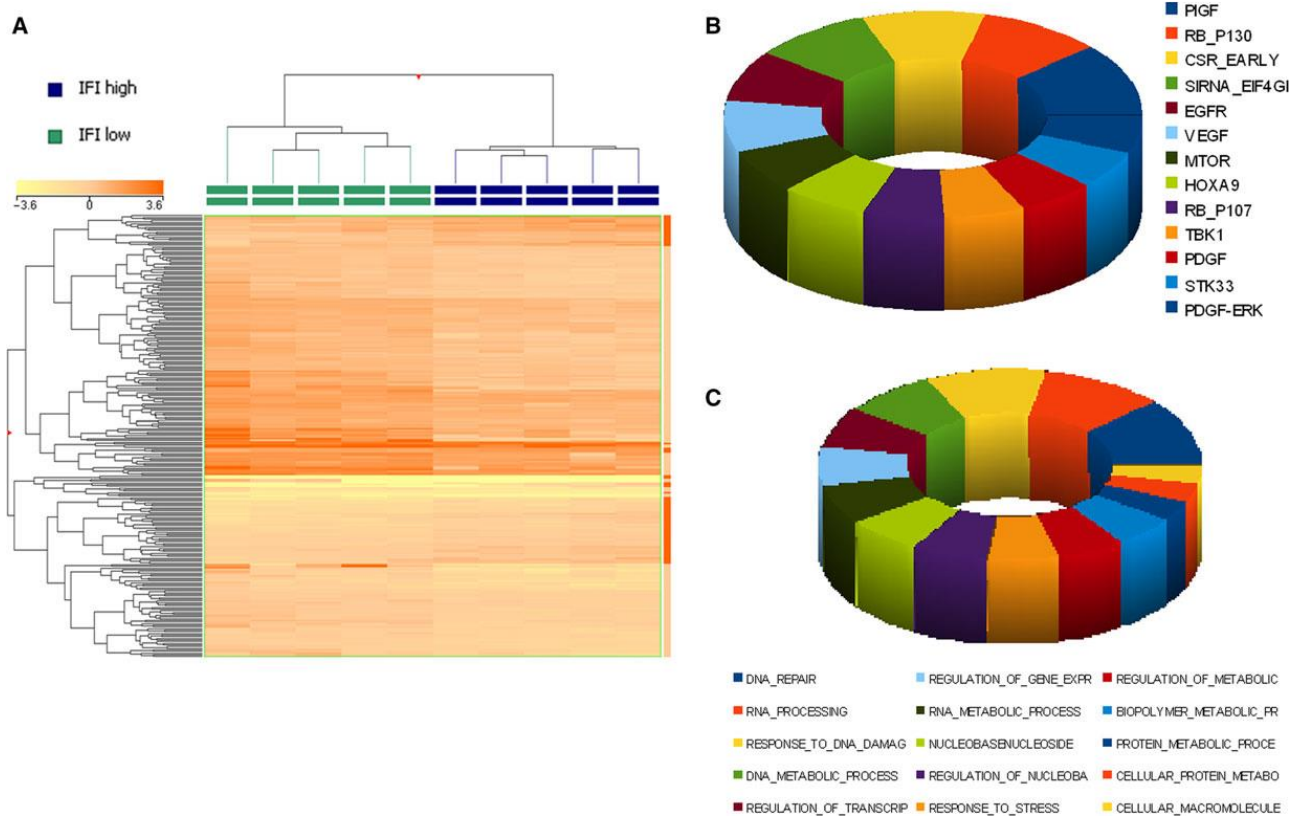 A
IFI high
IFI low
−3.6 0 3.6
B
PlGF
RB_P130
CSR_EARLY
SIRNA_EIF4GI
EGFR
VEGF
MTOR
HOXA9
RB_P107
TBK1
PDGF
STK33
PDGF-ERK
C
DNA_REPAIR
REGULATION_OF_GENE_EXPR
REGULATION_OF_METABOLIC
RNA_PROCESSING
RNA_METABOLIC_PROCESS
BIOPOLYMER_METABOLIC_PR
RESPONSE_TO_DNA_DAMAG
NUCLEOBASENUCLEOSIDE
PROTEIN_METABOLIC_PROCE
DNA_METABOLIC_PROCESS
REGULATION_OF_NUCLEOBA
CELLULAR_PROTEIN_METABO
REGULATION_OF_TRANSCRIP
RESPONSE_TO_STRESS
CELLULAR_MACROMOLECULE